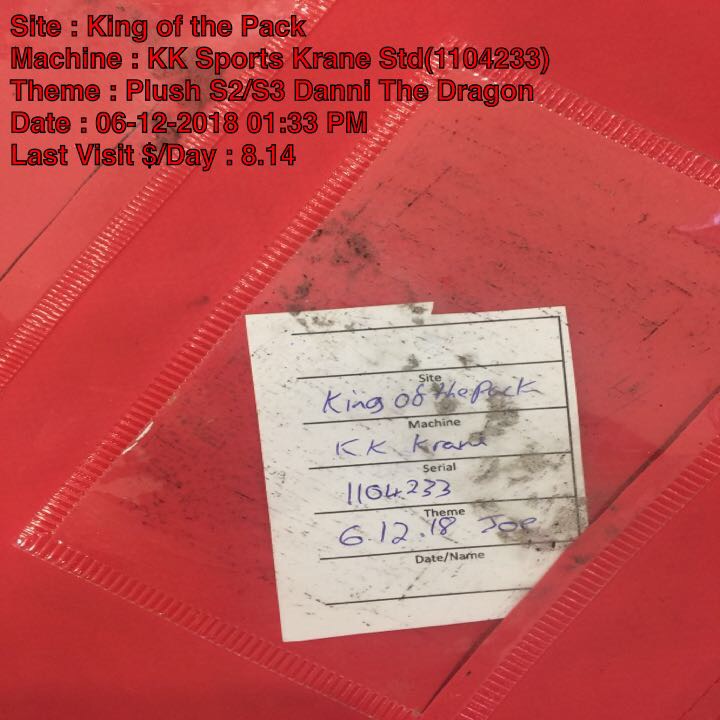 Site : King of the Pack
Machine : KK Sports Krane Std(1104233)
Theme : Plush S2/S3 Danni The Dragon
Date : 06-12-2018 01:33 PM
Last Visit $/Day : 8.14
Site
King of the Pack
Machine
KK Krane
Serial
1104233
Theme
6.12.18 Joe
Date/Name